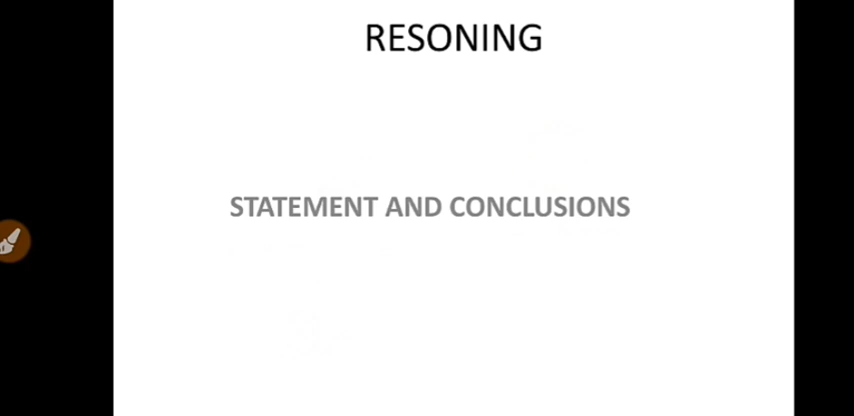 RESONING
STATEMENT AND CONCLUSIONS